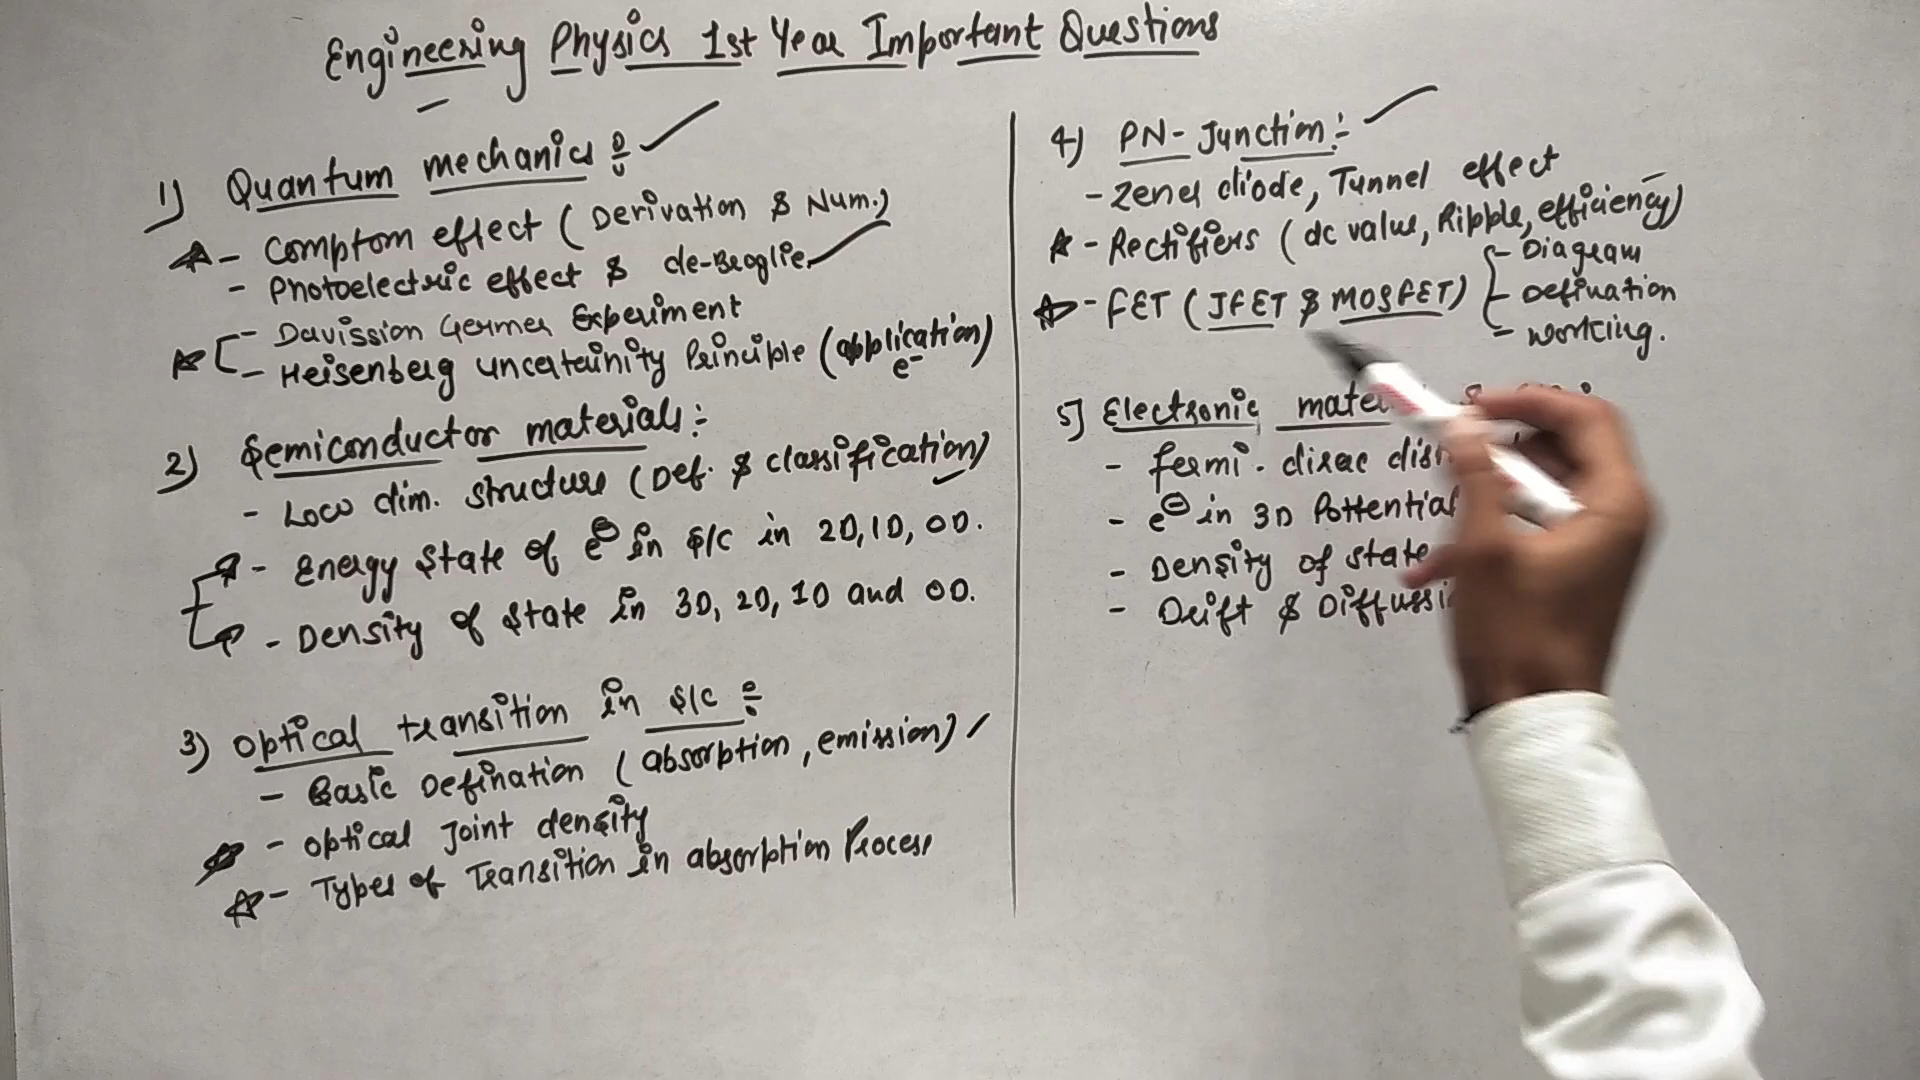 Engineering Physics 1st Year Important Questions
1) Quantum mechanics :
- Comptom effect (Derivation & Num.)
- Photoelectric effect & de-Broglie
- Davission Germer Experiment
- Heisenberg uncertainity Principle (application)
e-
2) Semiconductor materials :-
- Low dim. structure (Def. & classification)
- Energy State of e⊖ in S/C in 2D, 1D, 0D.
- Density of state in 3D, 2D, 1D and 0D.
3) Optical transition in S/C :
- Basic Defination (absorption, emission)
- Optical Joint density
- Types of Transition in absorption Process
4) PN- Junction :-
- Zener diode, Tunnel effect
- Rectifiers (dc value, Ripple, efficiency)
- FET (JFET & MOSFET)
- Diagram
- Defination
- working.
5] Electronic
- fermi - dirac
- e⊖ in 3D Pottential
- Density of state
- Drift &